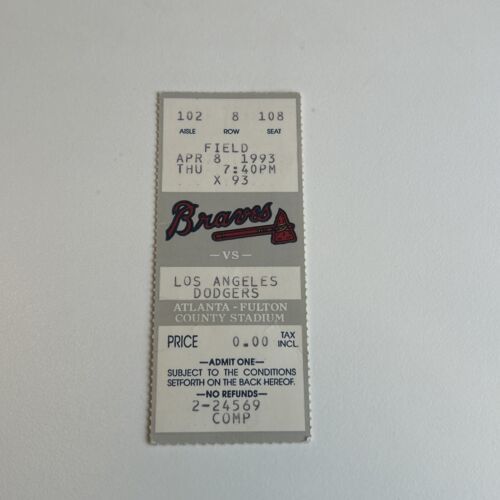 102 8 108
AISLE ROW SEAT
FIELD
APR 8, 1993
THU 7:40PM
X 93
Braves
— VS —
LOS ANGELES
DODGERS
ATLANTA - FULTON
COUNTY STADIUM
PRICE 0.00 TAX INCL.
—ADMIT ONE—
SUBJECT TO THE CONDITIONS
SETFORTH ON THE BACK HEREOF.
—NO REFUNDS—
2-24569
COMP